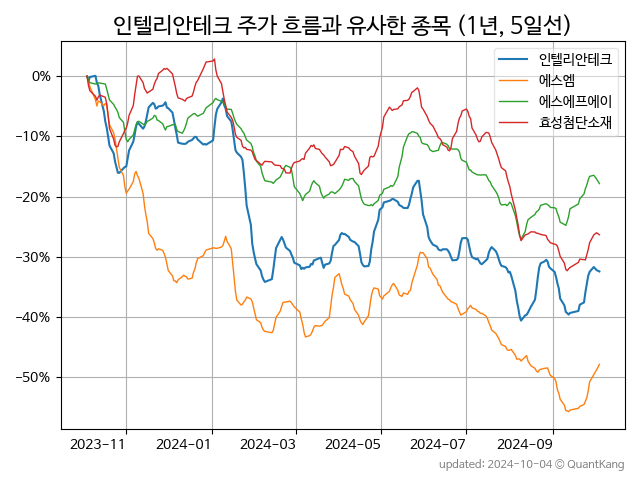 인텔리안테크 주가 흐름과 유사한 종목 (1년, 5일선)
인텔리안테크
에스엠
에스에프에이
효성첨단소재
0%
−10%
−20%
−30%
−40%
−50%
2023−11 2024−01 2024−03 2024−05 2024−07 2024−09
updated: 2024-10-04 © QuantKang